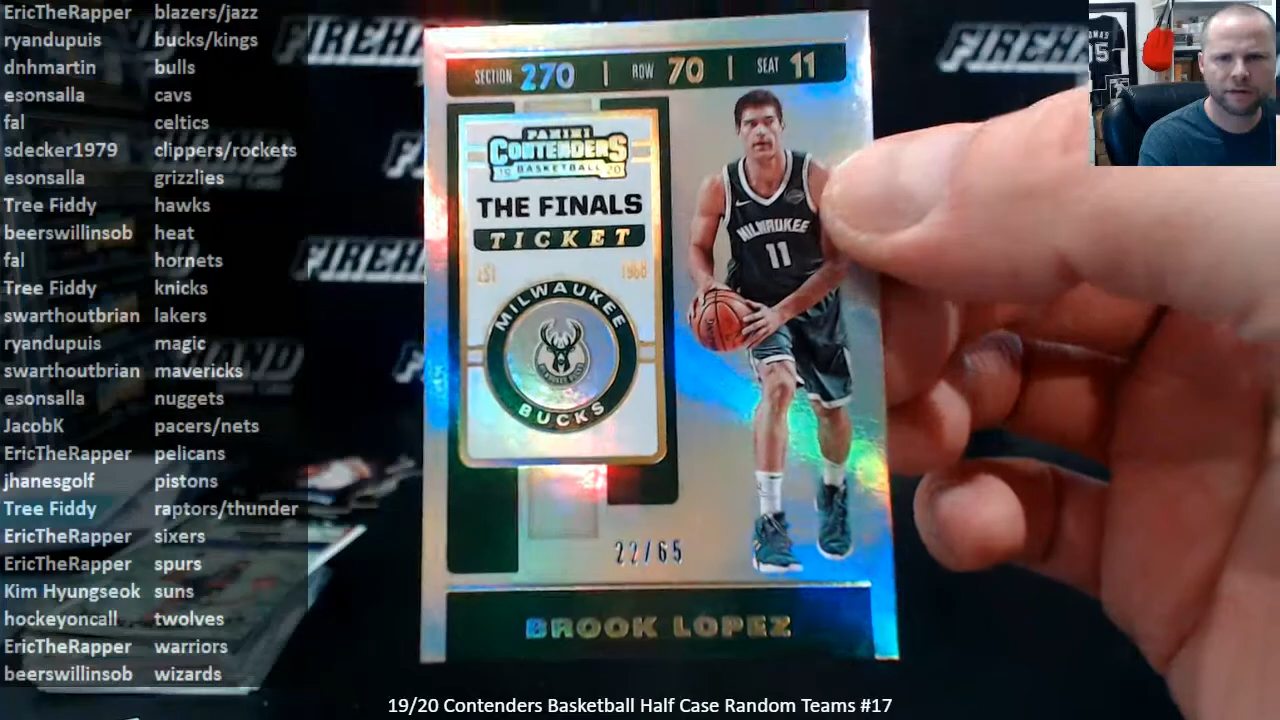 EricTheRapper blazers/jazz
ryandupuis bucks/kings
dnhmartin bulls
esonsalla cavs
fal celtics
sdecker1979 clippers/rockets
esonsalla grizzlies
Tree Fiddy hawks
beerswillinsob heat
fal hornets
Tree Fiddy knicks
swarthoutbrian lakers
ryandupuis magic
swarthoutbrian mavericks
esonsalla nuggets
JacobK pacers/nets
EricTheRapper pelicans
jhanesgolf pistons
Tree Fiddy raptors/thunder
EricTheRapper sixers
EricTheRapper spurs
Kim Hyungseok suns
hockeyoncall twolves
EricTheRapper warriors
beerswillinsob wizards
SECTION 270 | ROW 70 | SEAT 11
PANINI
CONTENDERS
19 BASKETBALL 20
THE FINALS
TICKET
EST 1968
MILWAUKEE
BUCKS
MILWAUKEE
11
22/65
BROOK LOPEZ
19/20 Contenders Basketball Half Case Random Teams #17